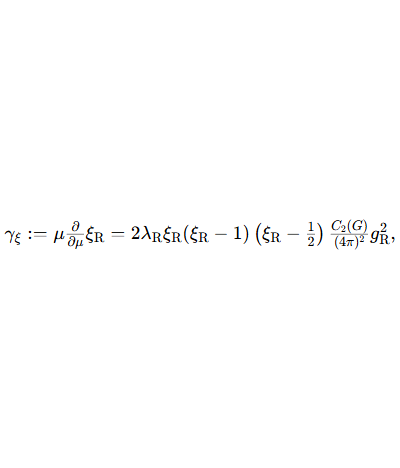 γ_ξ := μ ∂/∂μ ξ_R = 2λ_R ξ_R (ξ_R − 1) (ξ_R − 1/2) C_2(G)/(4π)^2 g_R^2,